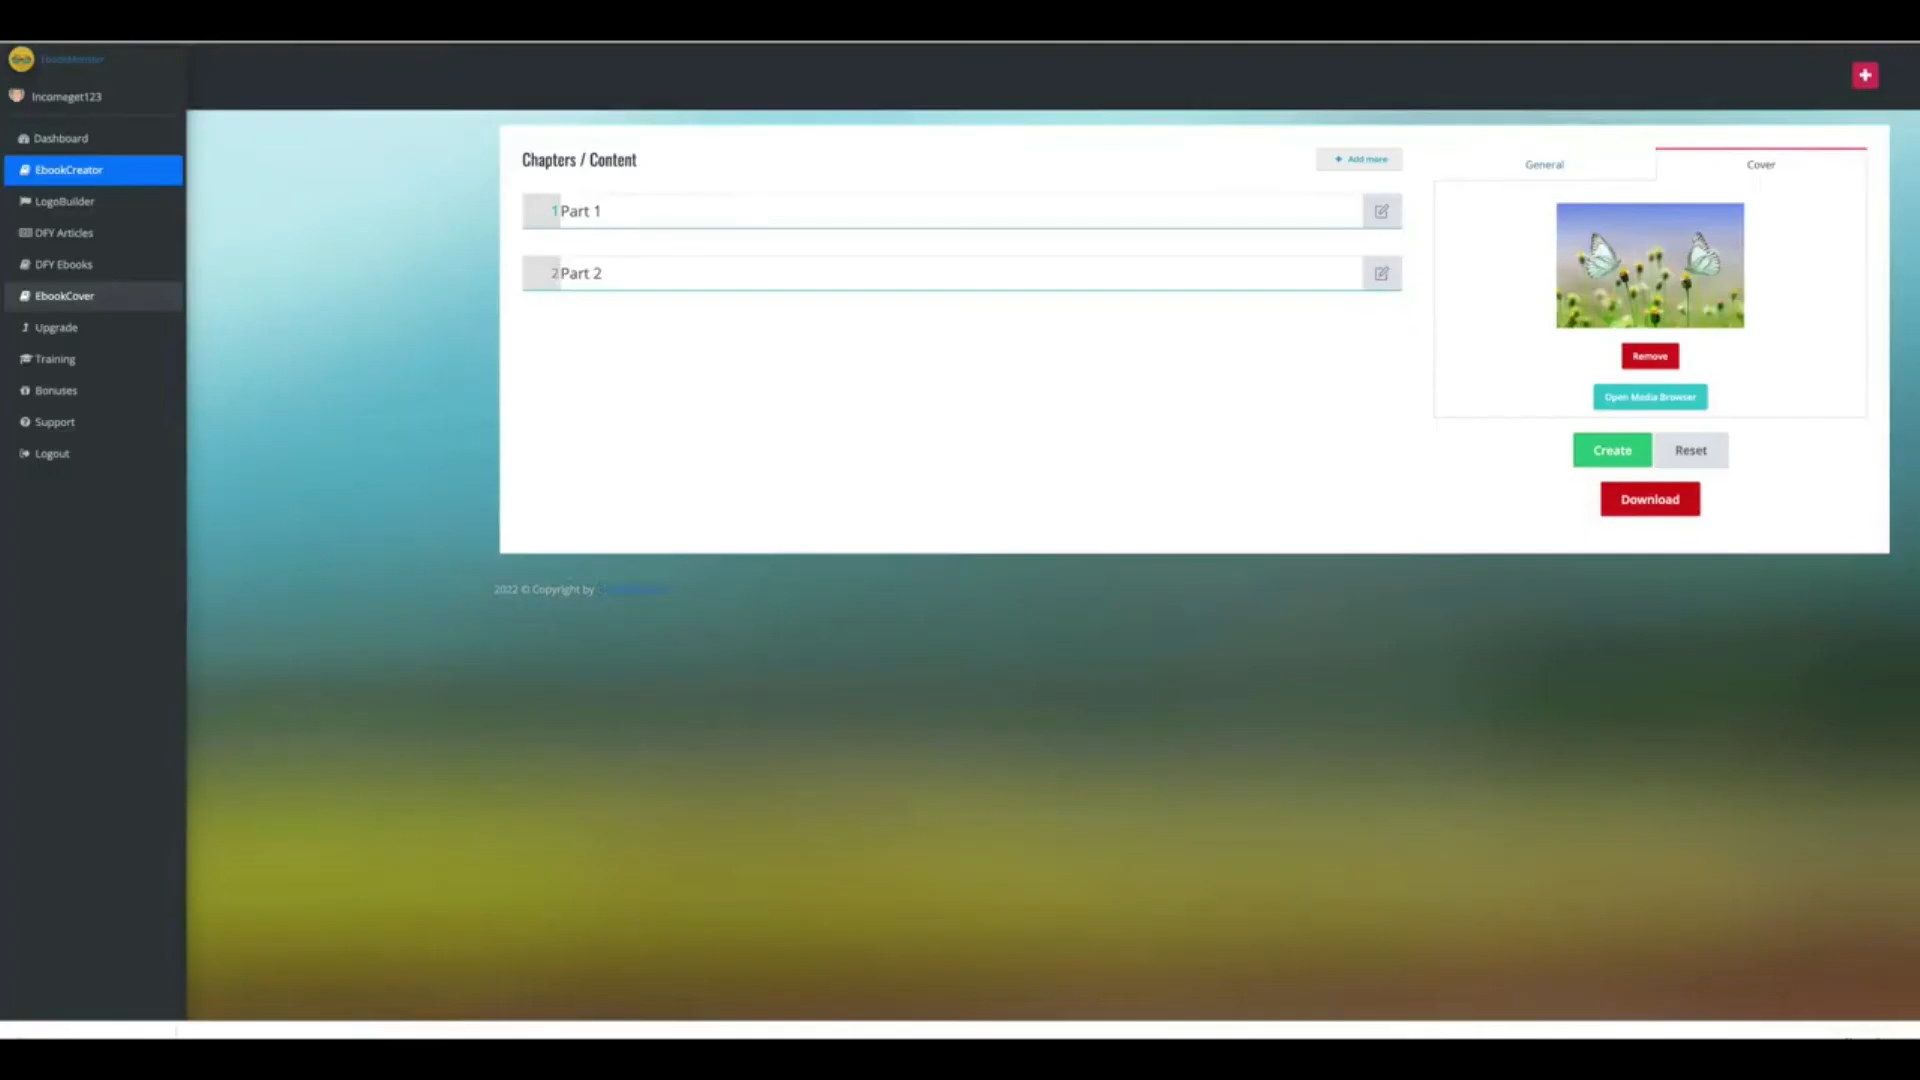 EbookMonster
Incomeget123
Dashboard
EbookCreator
LogoBuilder
DFY Articles
DFY Ebooks
EbookCover
Upgrade
Training
Bonuses
Support
Logout
Chapters / Content
+ Add more
1 Part 1
2 Part 2
General
Cover
Remove
Open Media Browser
Create
Reset
Download
2022 © Copyright by